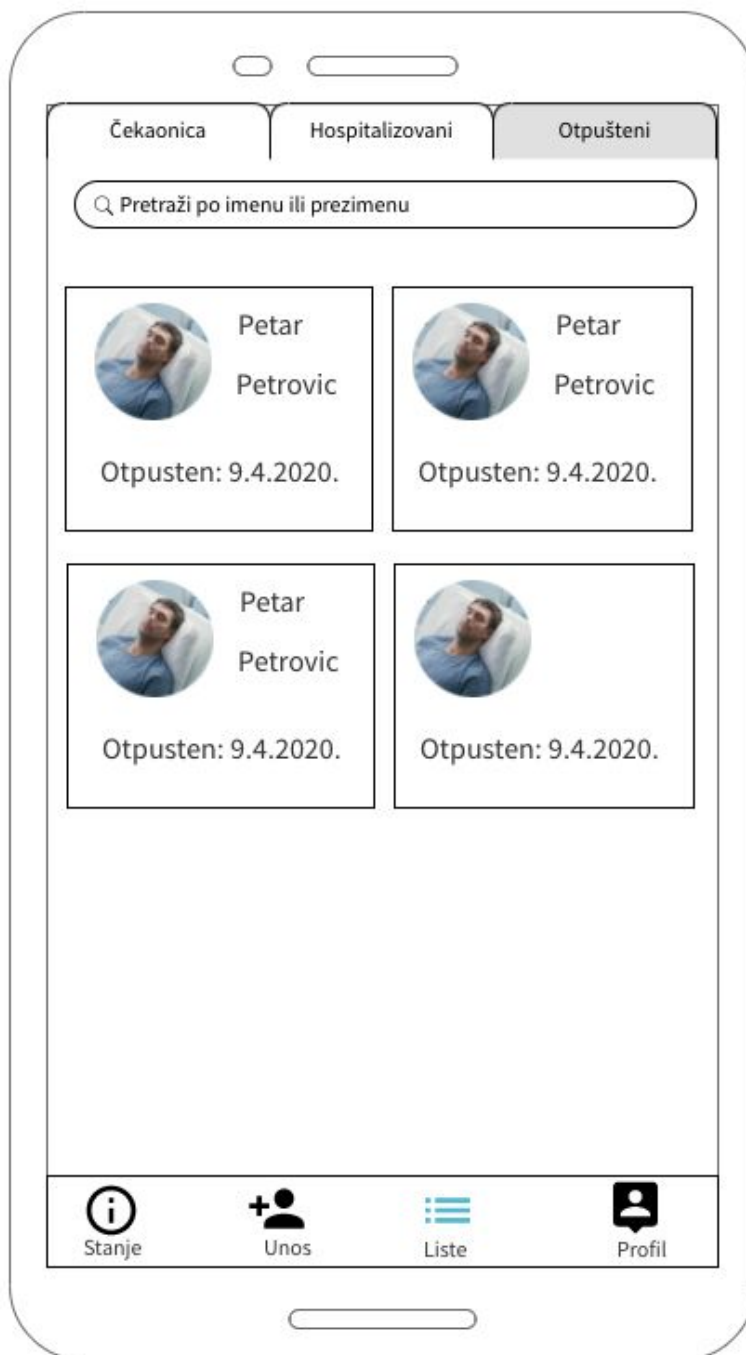 Čekaonica
Hospitalizovani
Otpušteni
Pretraži po imenu ili prezimenu
Petar
Petrovic
Otpusten: 9.4.2020.
Petar
Petrovic
Otpusten: 9.4.2020.
Petar
Petrovic
Otpusten: 9.4.2020.
Otpusten: 9.4.2020.
Stanje
Unos
Liste
Profil